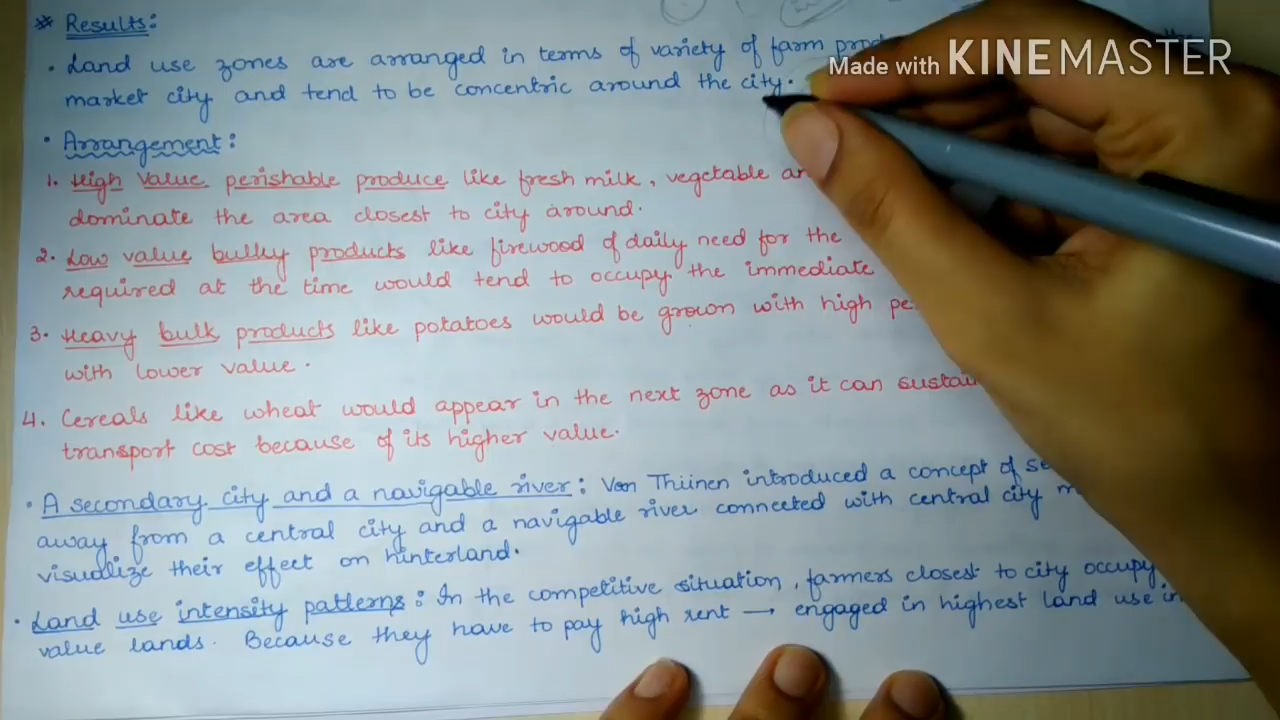 * Results:
• Land use zones are arranged in terms of variety of farm
Made with KINEMASTER
market city and tend to be concentric around the city.
• Arrangement:
1. High value perishable produce like fresh milk, vegetable
dominate the area closest to city around.
2. Low value bulky products like firewood of daily need for the
required at the time would tend to occupy the immediate
3. Heavy bulk products like potatoes would be grown with high
with lower value.
4. Cereals like wheat would appear in the next zone as it can
transport cost because of its higher value.
• A secondary city and a navigable river: Von Thünen introduced a concept of
away from a central city and a navigable river connected with central city
visualize their effect on hinterland.
• Land use intensity patterns: In the competitive situation, farmers closest to city occupy
value lands. Because they have to pay high rent → engaged in highest land use